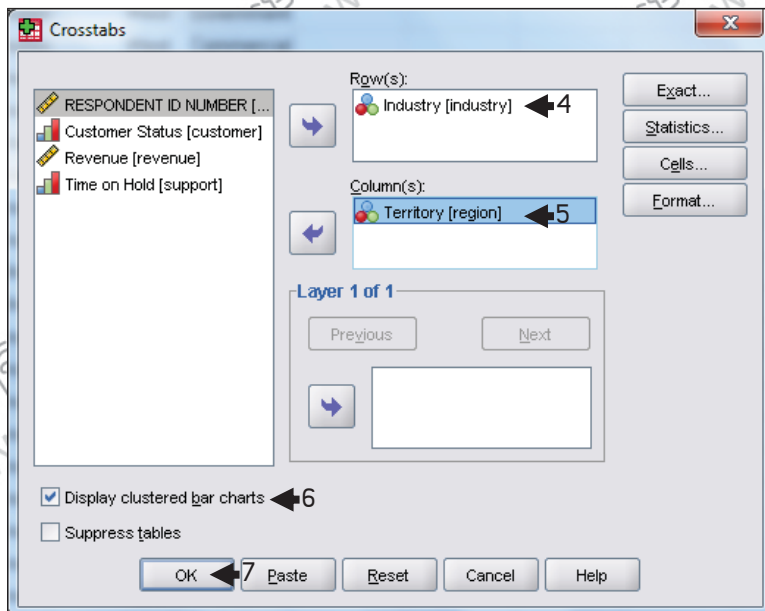 Crosstabs
RESPONDENT ID NUMBER [...
Customer Status [customer]
Revenue [revenue]
Time on Hold [support]
Row(s):
Industry [industry] 4
Column(s):
Territory [region] 5
Layer 1 of 1
Previous Next
Exact...
Statistics...
Cells...
Format...
Display clustered bar charts 6
Suppress tables
OK 7 Paste Reset Cancel Help